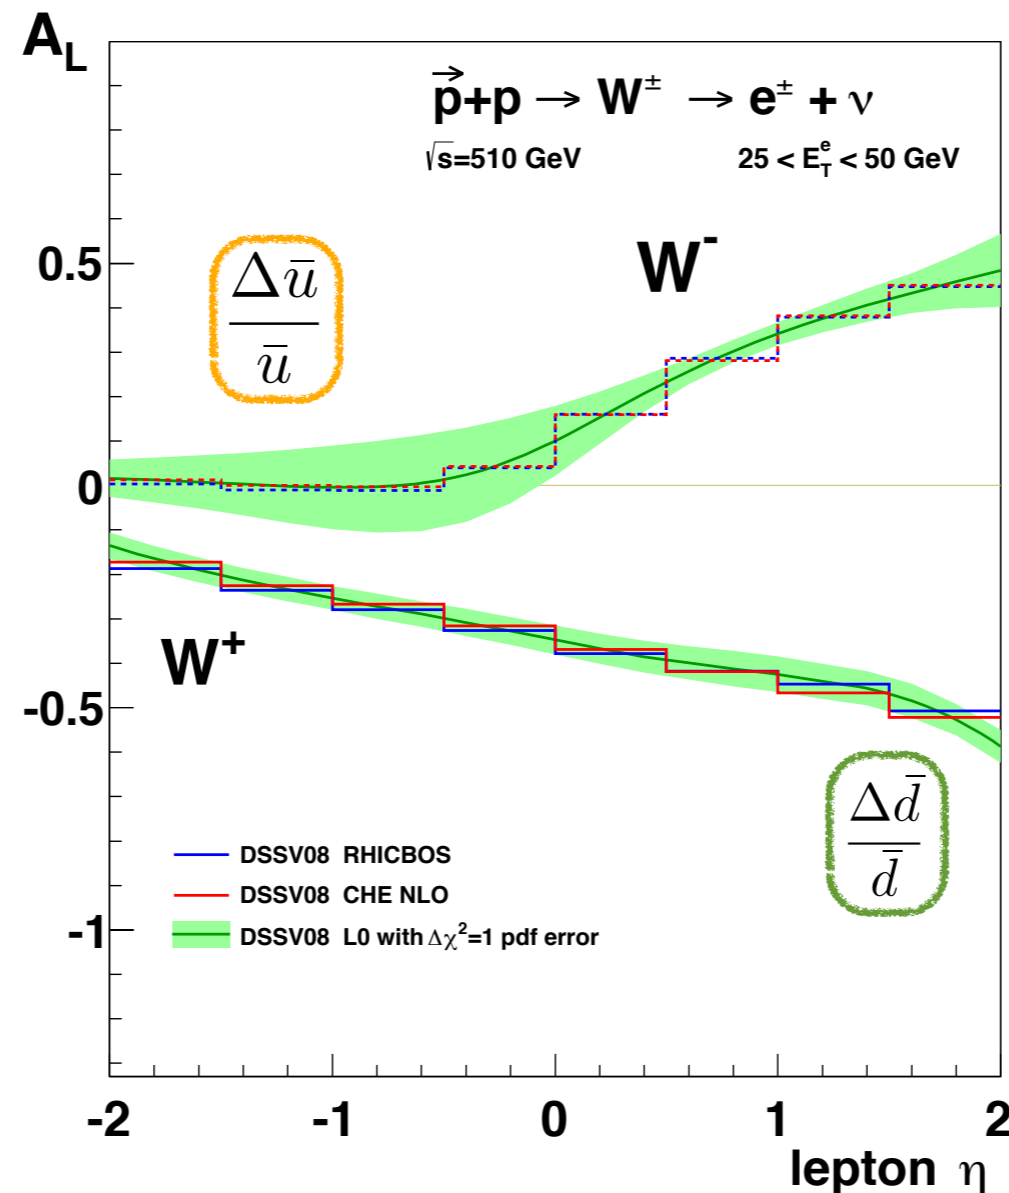 A_L
→p+p → W^± → e^± + ν
√s=510 GeV 25 < E_T^e < 50 GeV
W^-
Δū
ū
0.5
0
W^+
-0.5
Δd̄
d̄
DSSV08 RHICBOS
DSSV08 CHE NLO
DSSV08 L0 with Δχ²=1 pdf error
-1
-2 -1 0 1 2
lepton η